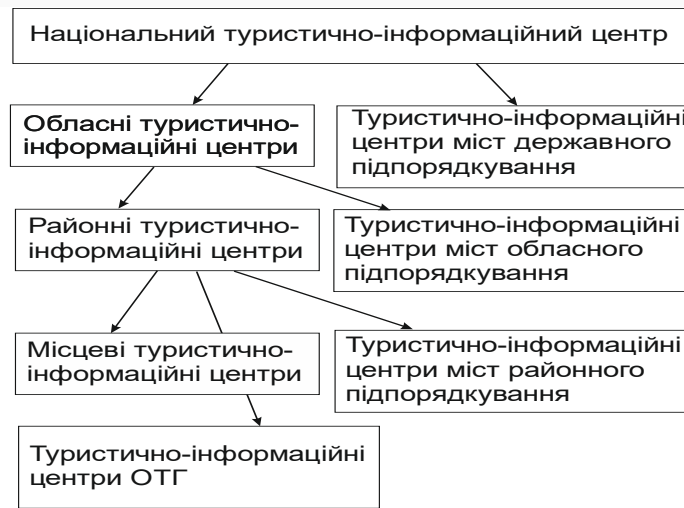 Національний туристично-інформаційний центр
Обласні туристично-
інформаційні центри
Туристично-інформаційні
центри міст державного
підпорядкування
Районні туристично-
інформаційні центри
Туристично-інформаційні
центри міст обласного
підпорядкування
Місцеві туристично-
інформаційні центри
Туристично-інформаційні
центри міст районного
підпорядкування
Туристично-інформаційні
центри ОТГ